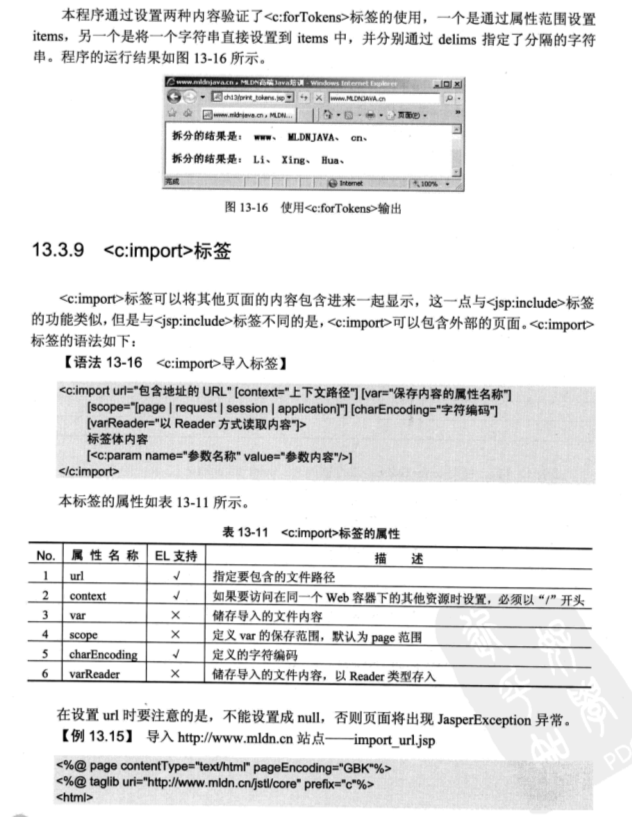 本程序通过设置两种内容验证了<c:forTokens>标签的使用，一个是通过属性范围设置
items，另一个是将一个字符串直接设置到 items 中，并分别通过 delims 指定了分隔的字符
串。程序的运行结果如图 13-16 所示。
www.mldnjava.cn，MLDN高端Java培训 - Windows Internet Explorer
ch13/print_tokens.jsp
www.MLDNJAVA.cn
www.mldnjava.cn，MLDN...
页面(P)
拆分的结果是： www、 MLDNJAVA、 cn、
拆分的结果是： Li、 Xing、 Hua、
完成 Internet 100%
图 13-16 使用<c:forTokens>输出
13.3.9 <c:import>标签
<c:import>标签可以将其他页面的内容包含进来一起显示，这一点与<jsp:include>标签
的功能类似，但是与<jsp:include>标签不同的是，<c:import>可以包含外部的页面。<c:import>
标签的语法如下：
【语法 13-16 <c:import>导入标签】
<c:import url="包含地址的 URL" [context="上下文路径"] [var="保存内容的属性名称"]
[scope="[page | request | session | application]"] [charEncoding="字符编码"]
[varReader="以 Reader 方式读取内容"]>
标签体内容
[<c:param name="参数名称" value="参数内容"/>]
</c:import>
本标签的属性如表 13-11 所示。
表 13-11 <c:import>标签的属性
No. 属性名称 EL 支持 描述
1 url √ 指定要包含的文件路径
2 context √ 如果要访问在同一个 Web 容器下的其他资源时设置，必须以“/”开头
3 var × 储存导入的文件内容
4 scope × 定义 var 的保存范围，默认为 page 范围
5 charEncoding √ 定义的字符编码
6 varReader × 储存导入的文件内容，以 Reader 类型存入
在设置 url 时要注意的是，不能设置成 null，否则页面将出现 JasperException 异常。
【例 13.15】 导入 http://www.mldn.cn 站点——import_url.jsp
<%@ page contentType="text/html" pageEncoding="GBK"%>
<%@ taglib uri="http://www.mldn.cn/jstl/core" prefix="c"%>
<html>
PD